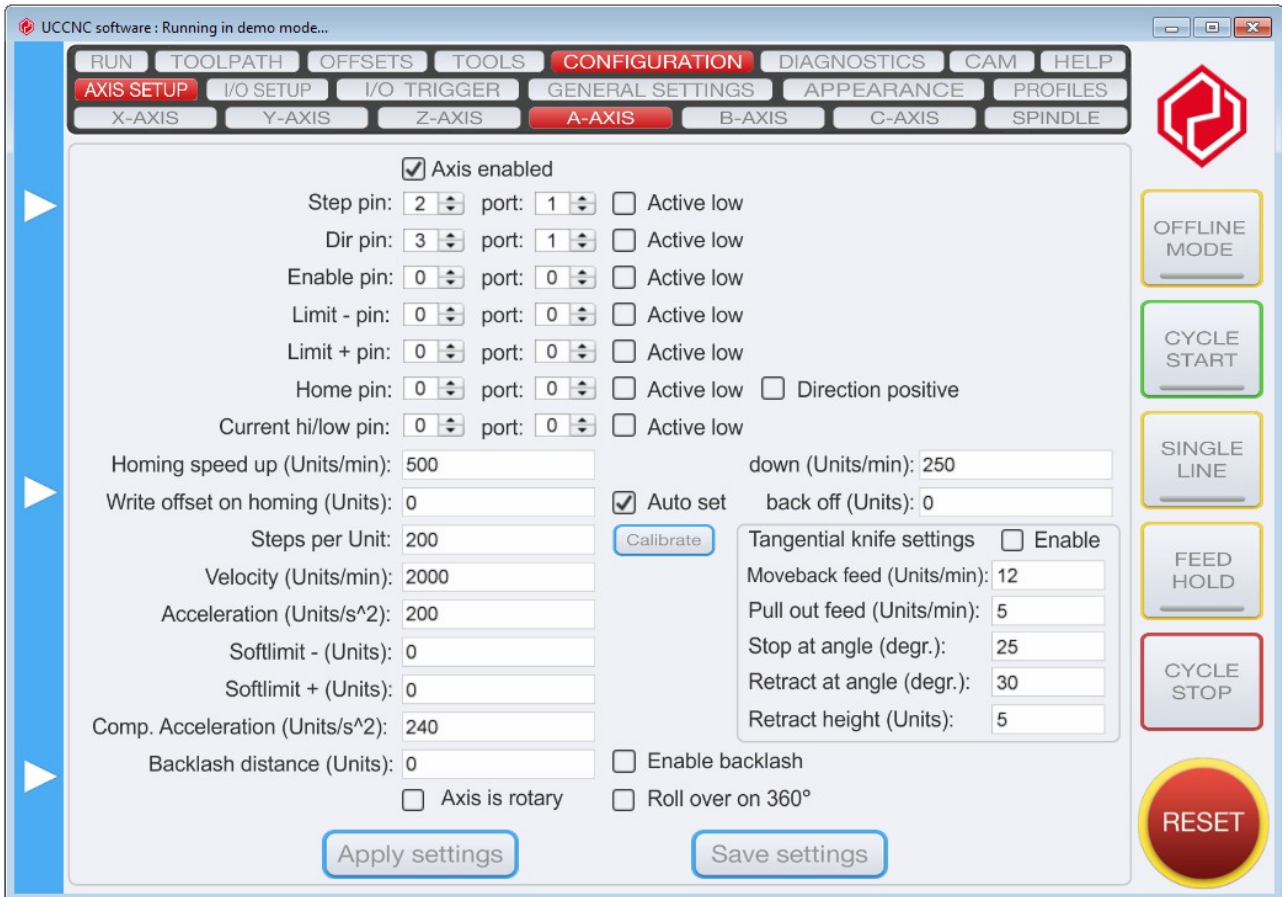 UCCNC software : Running in demo mode...
RUN TOOLPATH OFFSETS TOOLS CONFIGURATION DIAGNOSTICS CAM HELP
AXIS SETUP I/O SETUP I/O TRIGGER GENERAL SETTINGS APPEARANCE PROFILES
X-AXIS Y-AXIS Z-AXIS A-AXIS B-AXIS C-AXIS SPINDLE
Axis enabled
Step pin: 2 port: 1 Active low
Dir pin: 3 port: 1 Active low
Enable pin: 0 port: 0 Active low
Limit - pin: 0 port: 0 Active low
Limit + pin: 0 port: 0 Active low
Home pin: 0 port: 0 Active low Direction positive
Current hi/low pin: 0 port: 0 Active low
Homing speed up (Units/min): 500 down (Units/min): 250
Write offset on homing (Units): 0 Auto set back off (Units): 0
Steps per Unit: 200 Calibrate
Velocity (Units/min): 2000
Acceleration (Units/s^2): 200
Softlimit - (Units): 0
Softlimit + (Units): 0
Comp. Acceleration (Units/s^2): 240
Backlash distance (Units): 0 Enable backlash
Axis is rotary Roll over on 360°
Tangential knife settings Enable
Moveback feed (Units/min): 12
Pull out feed (Units/min): 5
Stop at angle (degr.): 25
Retract at angle (degr.): 30
Retract height (Units): 5
Apply settings Save settings
OFFLINE
MODE
CYCLE
START
SINGLE
LINE
FEED
HOLD
CYCLE
STOP
RESET